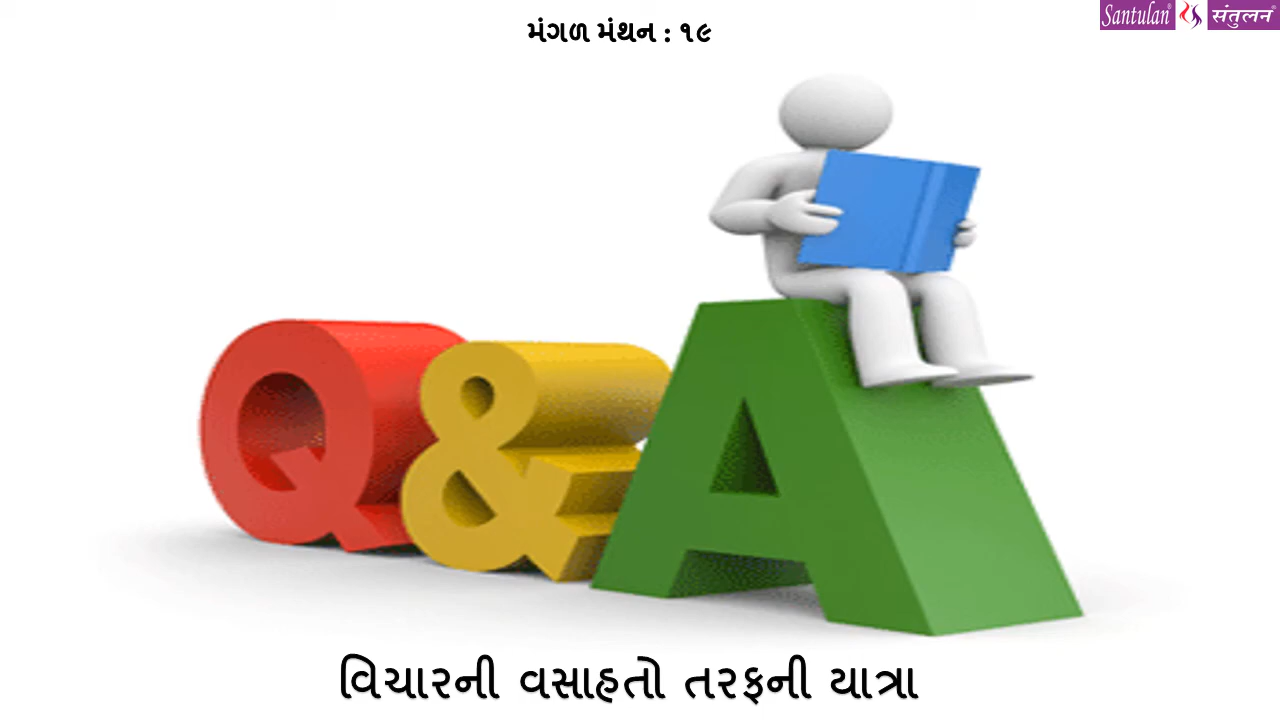 મંગળ મંથન : ૧૯
Santulan® संतुलन®
Q & A
વિચારની વસાહતો તરફની યાત્રા